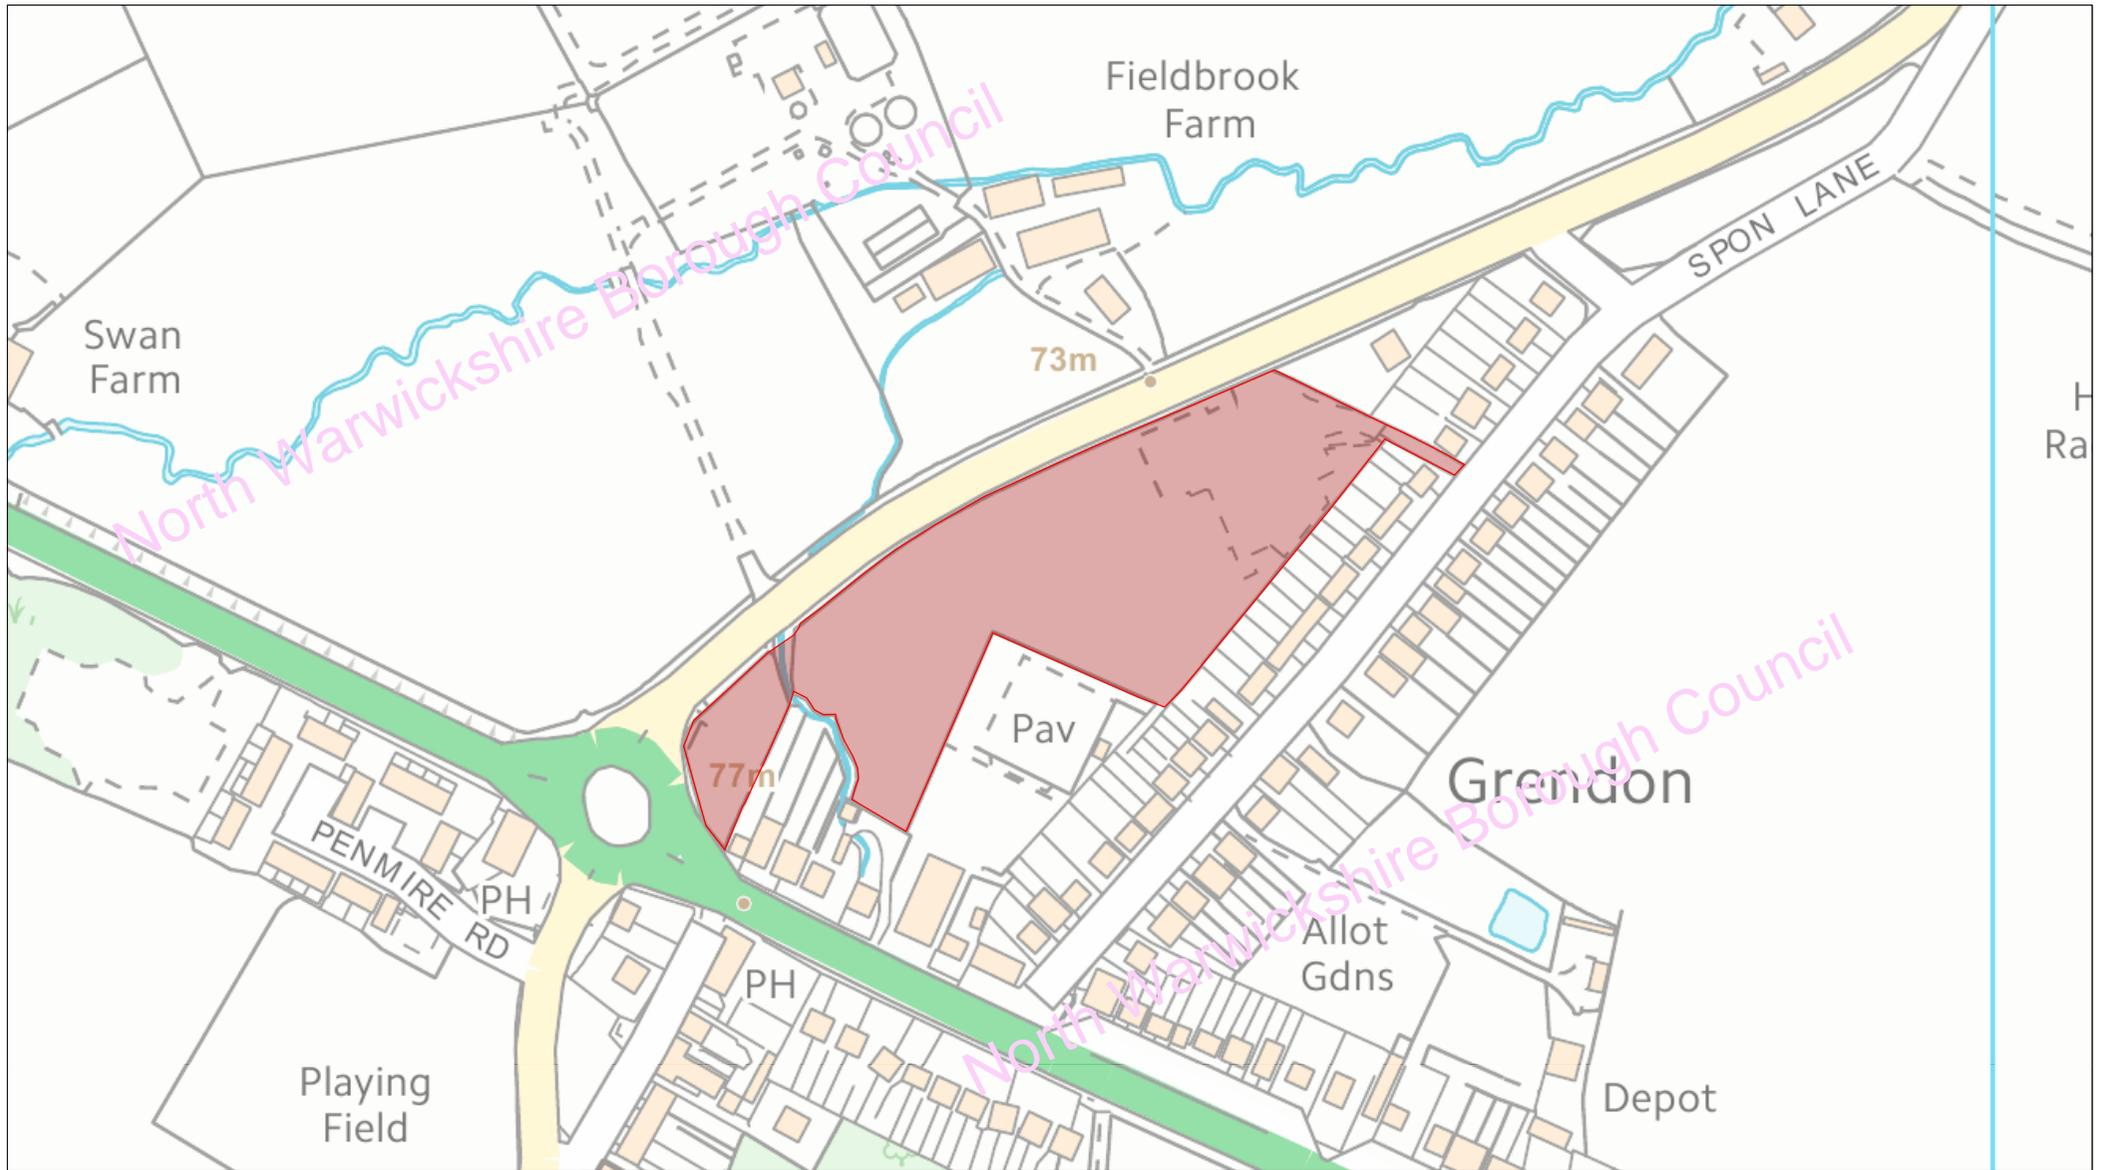 Fieldbrook
Farm
SPON LANE
Swan
Farm
73m
H
Ra
North Warwickshire Borough Council
Pav
77m
Grendon
PENMIRE
RD
PH
PH
Allot
Gdns
Playing
Field
Depot
North Warwickshire Borough Council